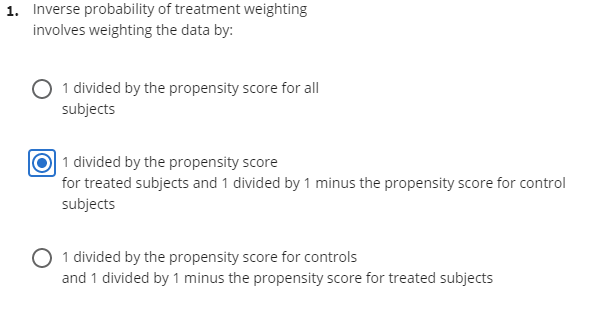 1. Inverse probability of treatment weighting
involves weighting the data by:
1 divided by the propensity score for all
subjects
1 divided by the propensity score
for treated subjects and 1 divided by 1 minus the propensity score for control
subjects
1 divided by the propensity score for controls
and 1 divided by 1 minus the propensity score for treated subjects